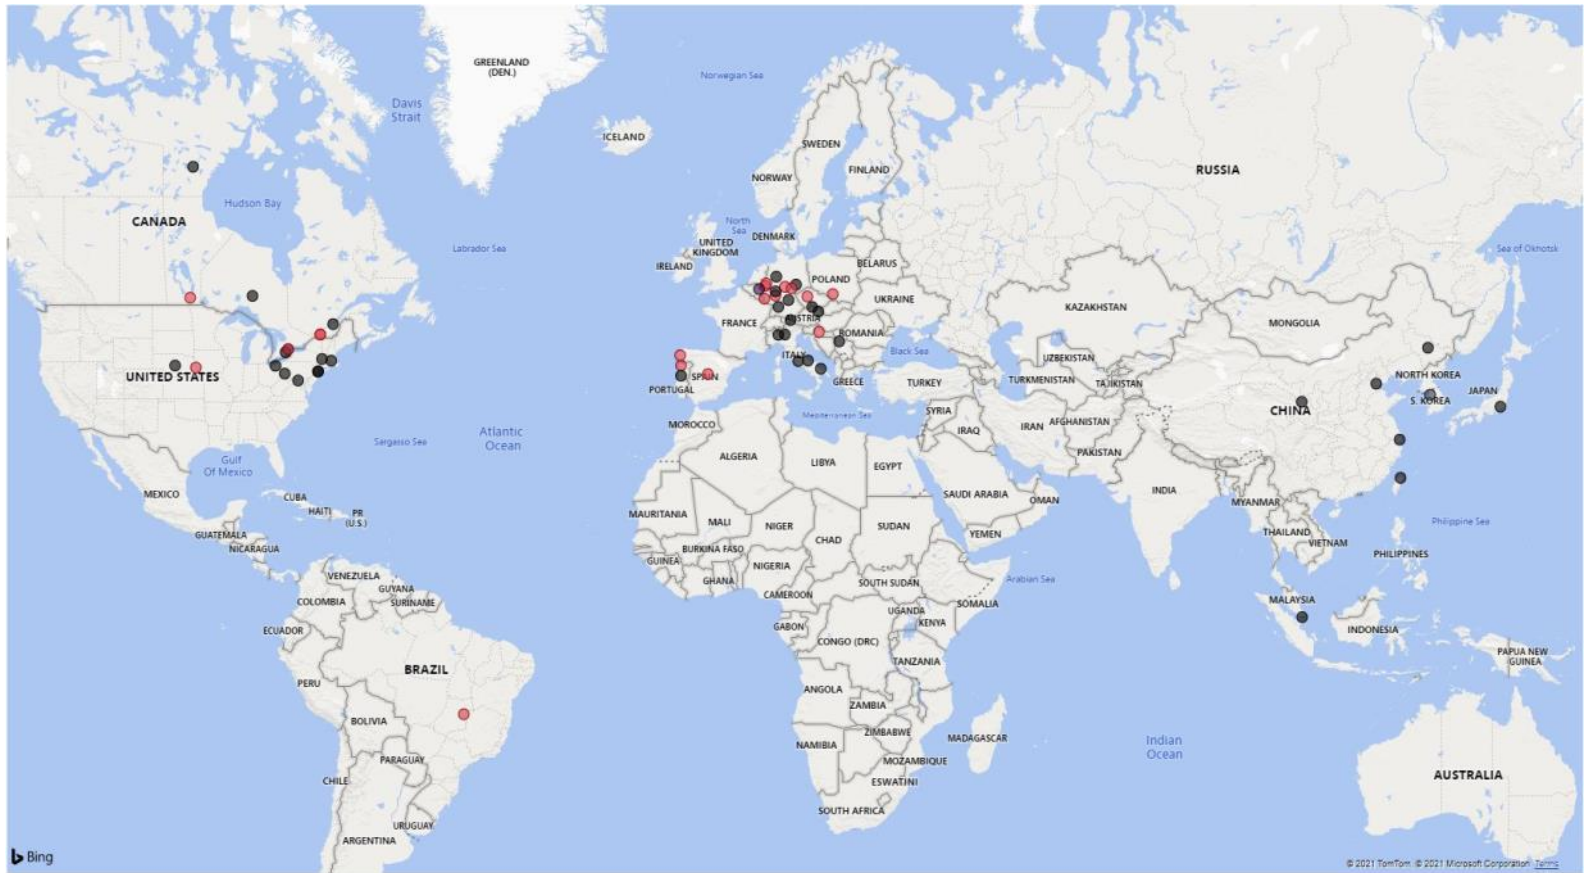 GREENLAND
(DEN.)
Norwegian Sea
Davis
Strait
ICELAND
SWEDEN
FINLAND
NORWAY
RUSSIA
Hudson Bay
CANADA
Labrador Sea
North
Sea
DENMARK
UNITED
KINGDOM
IRELAND
Sea of Okhotsk
BELARUS
POLAND
UKRAINE
KAZAKHSTAN
MONGOLIA
FRANCE
AUSTRIA
ROMANIA
ITALY
Black Sea
UZBEKISTAN
UNITED STATES
SPAIN
PORTUGAL
GREECE
TURKEY
TURKMENISTAN
TAJIKISTAN
NORTH KOREA
S. KOREA
JAPAN
CHINA
Mediterranean Sea
SYRIA
MOROCCO
IRAQ
IRAN
AFGHANISTAN
PAKISTAN
Atlantic
Ocean
Sargasso Sea
Gulf
Of Mexico
ALGERIA
LIBYA
EGYPT
MEXICO
CUBA
HAITI
PR
(U.S.)
SAUDI ARABIA
OMAN
INDIA
MYANMAR
MAURITANIA
MALI
NIGER
SUDAN
YEMEN
THAILAND
VIETNAM
Philippine Sea
GUATEMALA
NICARAGUA
CHAD
BURKINA FASO
GUINEA
GHANA
NIGERIA
PHILIPPINES
VENEZUELA
GUYANA
SURINAME
COLOMBIA
CAMEROON
SOUTH SUDAN
Arabian Sea
SOMALIA
MALAYSIA
UGANDA
KENYA
ECUADOR
GABON
CONGO (DRC)
INDONESIA
PAPUA NEW
GUINEA
BRAZIL
PERU
TANZANIA
ANGOLA
ZAMBIA
BOLIVIA
ZIMBABWE
NAMIBIA
MADAGASCAR
Indian
Ocean
PARAGUAY
MOZAMBIQUE
CHILE
ESWATINI
AUSTRALIA
SOUTH AFRICA
URUGUAY
ARGENTINA
Bing
© 2021 TomTom, © 2021 Microsoft Corporation Terms